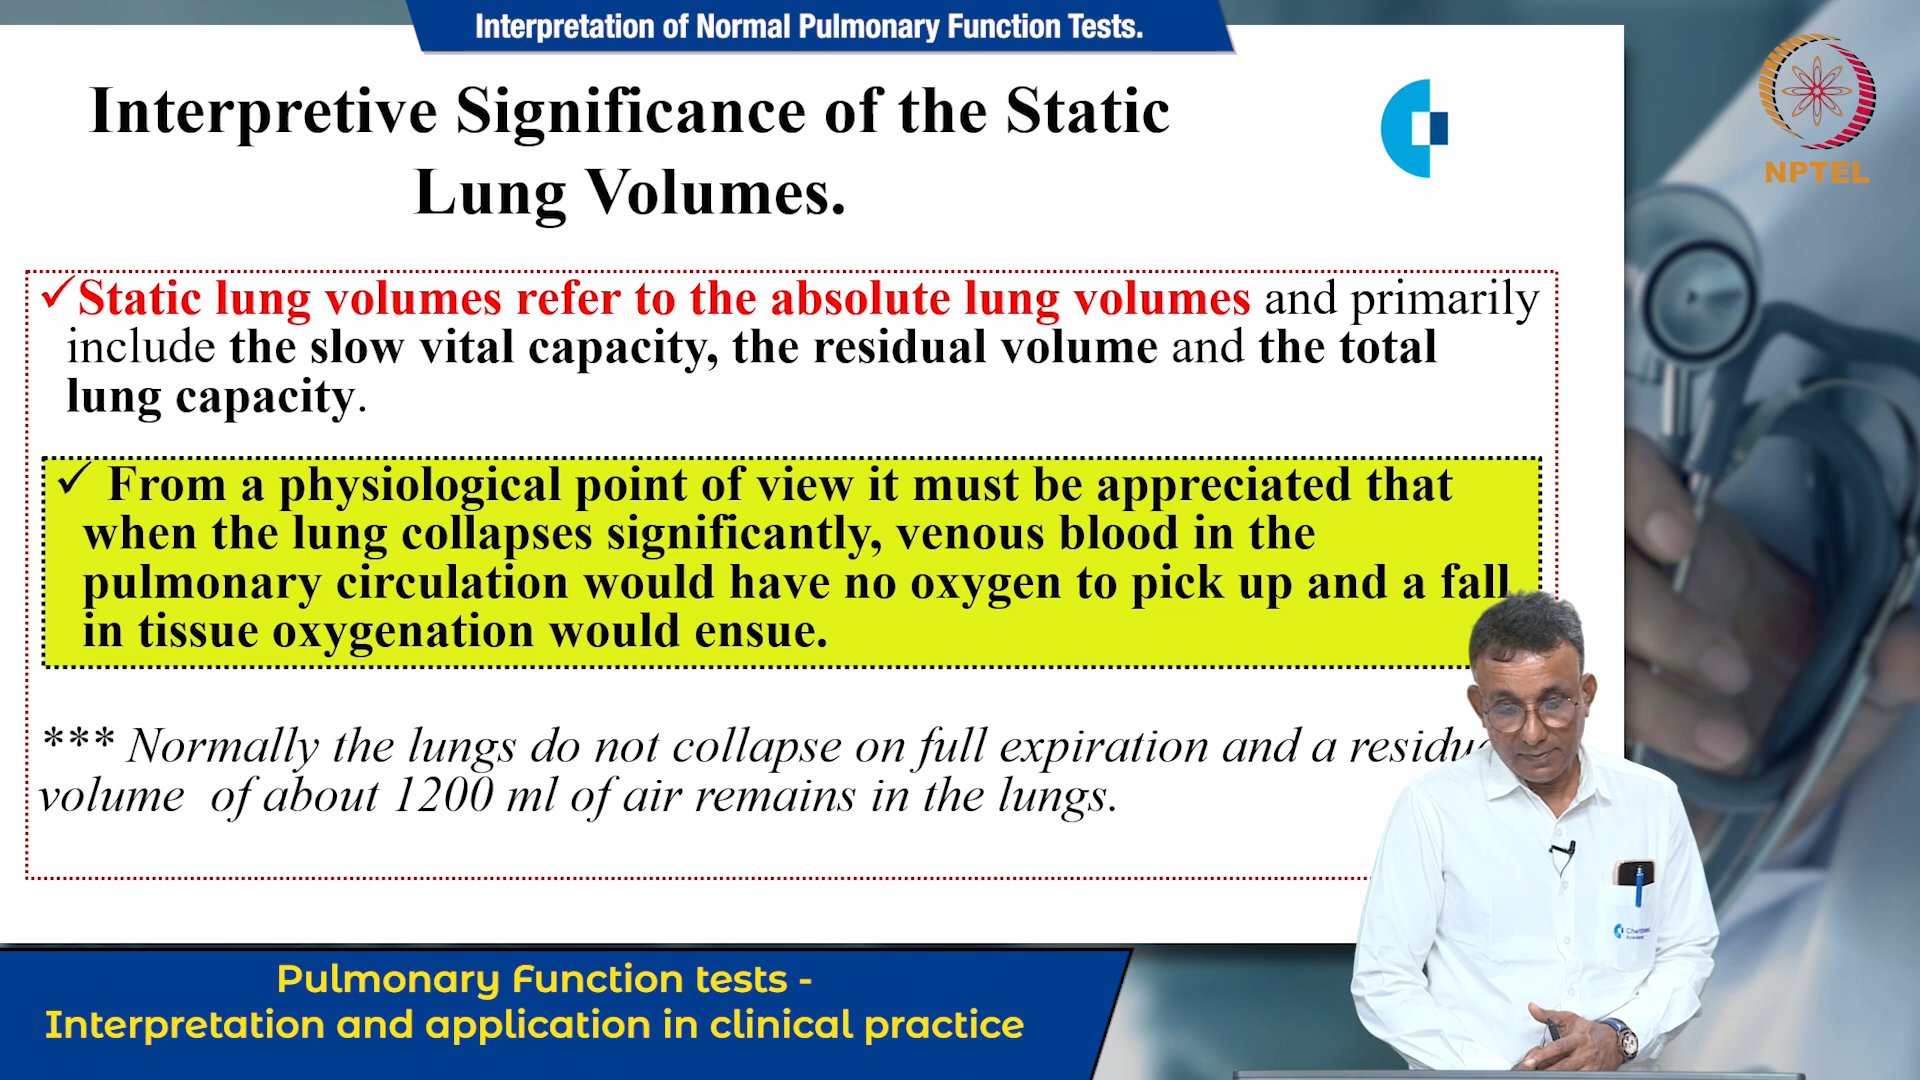 Interpretation of Normal Pulmonary Function Tests.
Interpretive Significance of the Static
Lung Volumes.
NPTEL
✓Static lung volumes refer to the absolute lung volumes and primarily
include the slow vital capacity, the residual volume and the total
lung capacity.
✓ From a physiological point of view it must be appreciated that
when the lung collapses significantly, venous blood in the
pulmonary circulation would have no oxygen to pick up and a fall
in tissue oxygenation would ensue.
*** Normally the lungs do not collapse on full expiration and a
volume of about 1200 ml of air remains in the lungs.
Pulmonary Function tests -
Interpretation and application in clinical practice